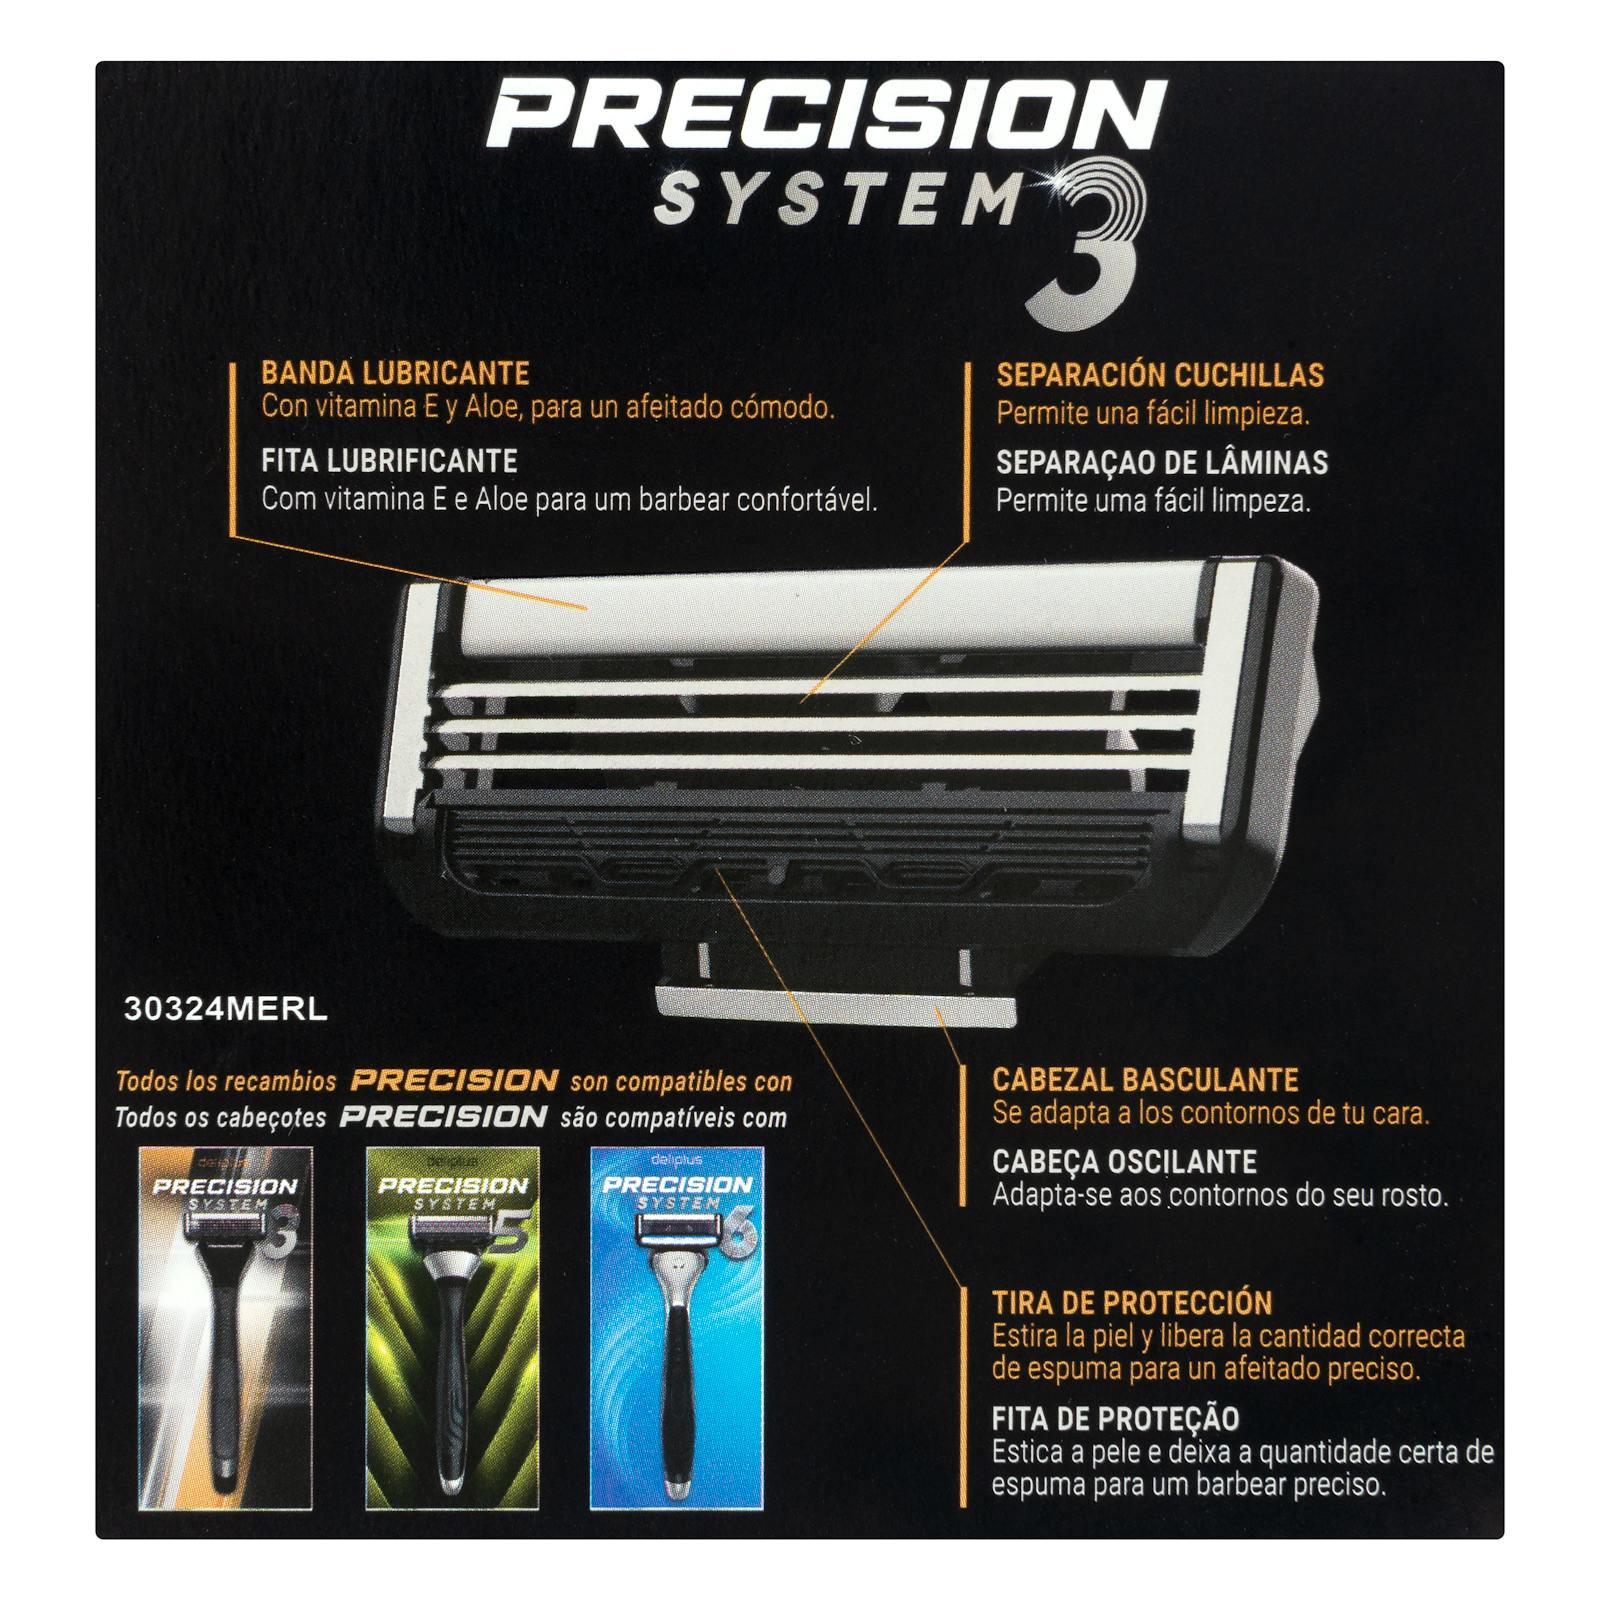 PRECISION
SYSTEM 3
BANDA LUBRICANTE
Con vitamina E y Aloe, para un afeitado cómodo.
FITA LUBRIFICANTE
Com vitamina E e Aloe para um barbear confortável.
SEPARACIÓN CUCHILLAS
Permite una fácil limpieza.
SEPARAÇAO DE LÂMINAS
Permite uma fácil limpeza.
30324MERL
Todos los recambios PRECISION son compatibles con
Todos os cabeçotes PRECISION são compatíveis com
deliplus
PRECISION
SYSTEM 3
deliplus
PRECISION
SYSTEM 5
deliplus
PRECISION
SYSTEM 6
CABEZAL BASCULANTE
Se adapta a los contornos de tu cara.
CABEÇA OSCILANTE
Adapta-se aos contornos do seu rosto.
TIRA DE PROTECCIÓN
Estira la piel y libera la cantidad correcta
de espuma para un afeitado preciso.
FITA DE PROTEÇÃO
Estica a pele e deixa a quantidade certa de
espuma para um barbear preciso.